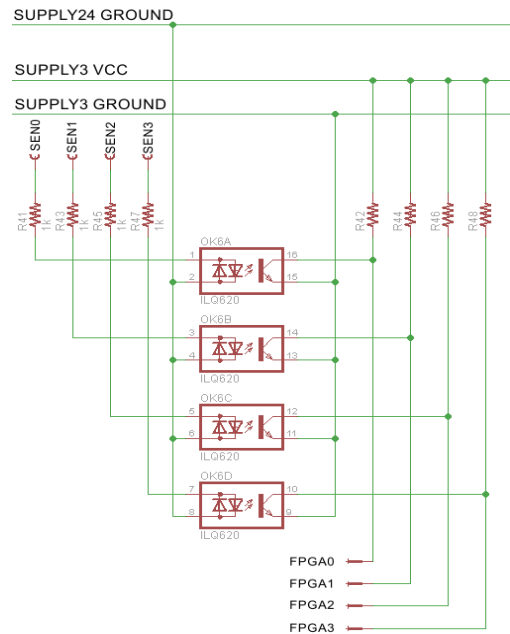 SUPPLY24 GROUND
SUPPLY3 VCC
SUPPLY3 GROUND
SEN0
SEN1
SEN2
SEN3
R41
1k
R43
1k
R45
1k
R47
1k
R42
R44
R46
R48
OK6A
1
16
2
15
ILQ620
OK6B
3
14
4
13
ILQ620
OK6C
5
12
6
11
ILQ620
OK6D
7
10
8
9
ILQ620
FPGA0
FPGA1
FPGA2
FPGA3